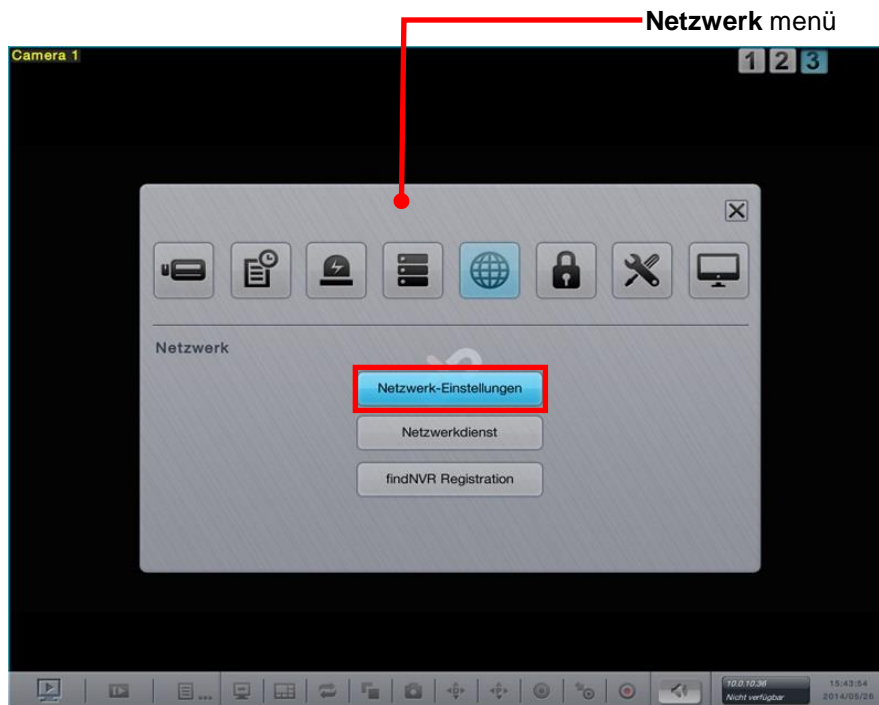 Netzwerk menü
Camera 1
1 2 3
Netzwerk
Netzwerk-Einstellungen
Netzwerkdienst
findNVR Registration
10.0.10.36
Nicht verfügbar
15:43:54
2014/05/26